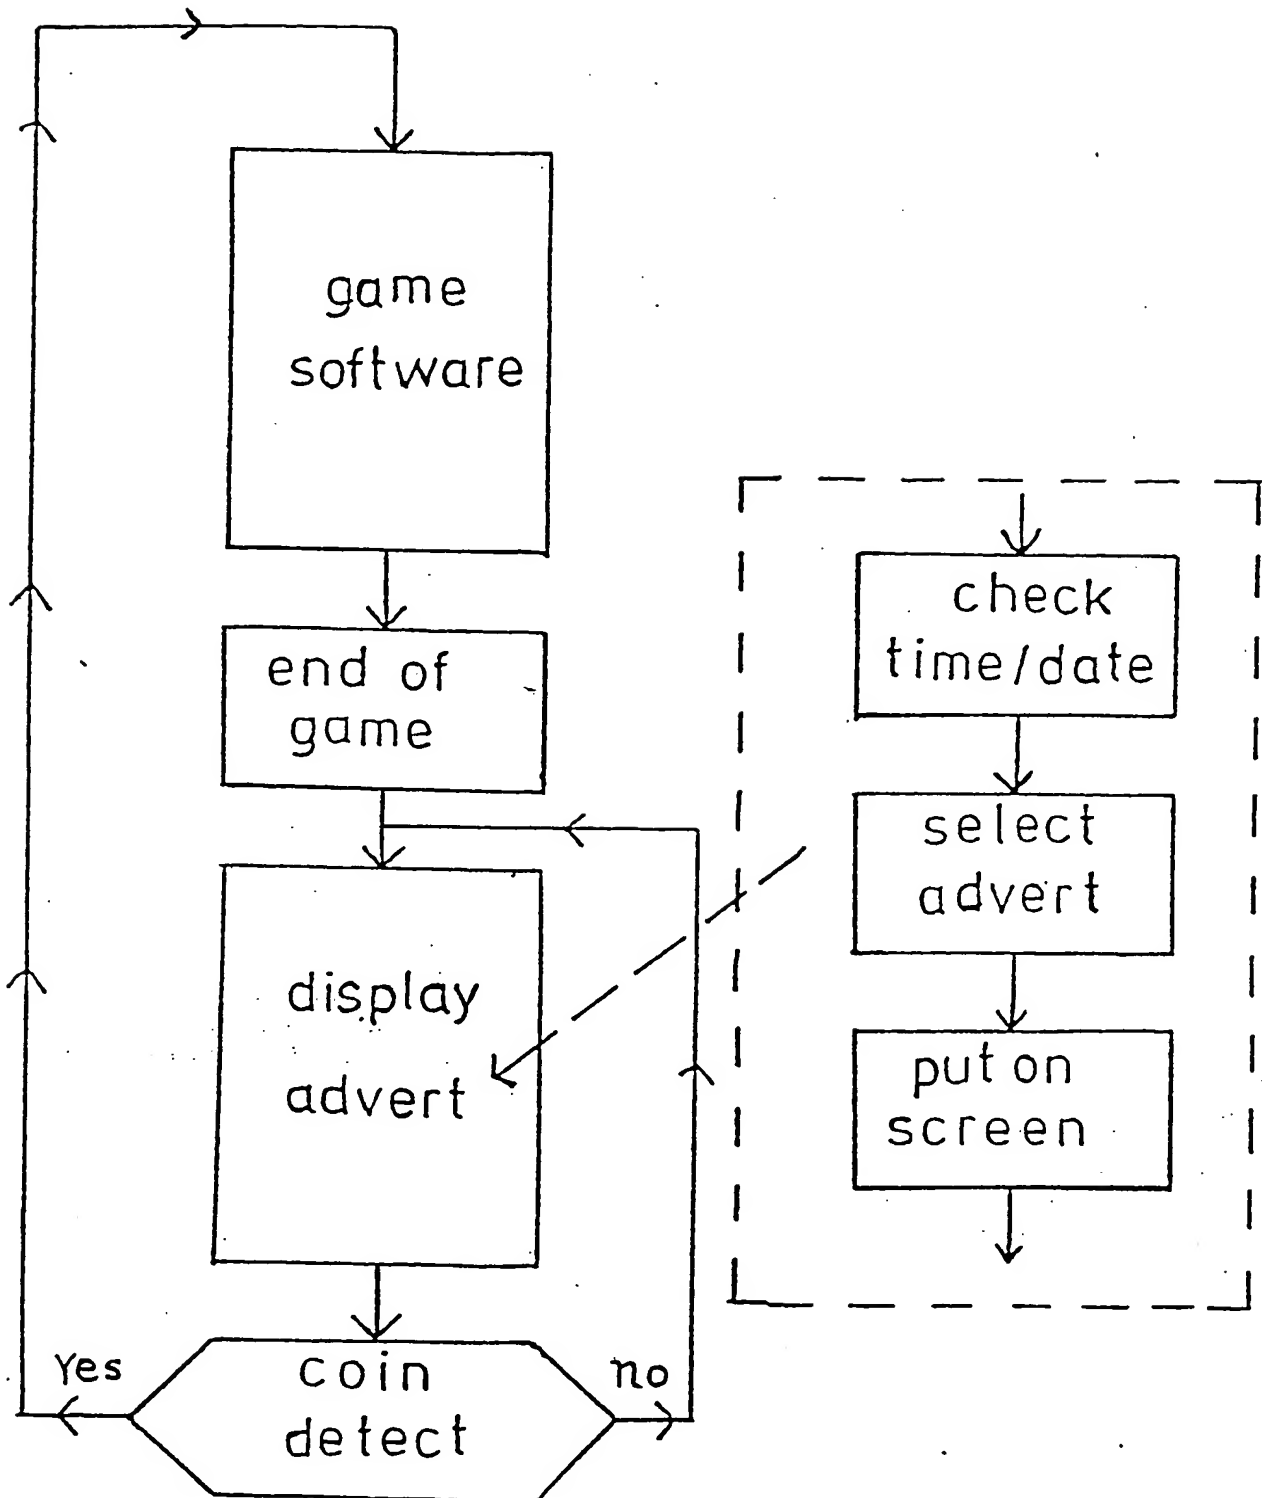 game
software
end of
game
display
advert
Yes
coin
detect
no
check
time/date
select
advert
put on
screen